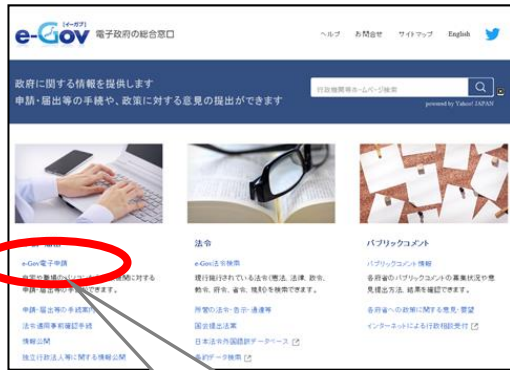 [イーガブ]
e-Gov 電子政府の総合窓口
ヘルプ お問合せ サイトマップ English
政府に関する情報を提供します
申請・届出等の手続や、政策に対する意見の提出ができます
行政機関等ホームページ検索
powered by Yahoo! JAPAN
e-Gov電子申請
申請・届出等の手続ができます。
申請・届出等の手続案内
法令適用事前確認手続
情報公開
独立行政法人等に関する情報公開
法令
e-Gov法令検索
現行施行されている法令(憲法、法律、政令、
勅令、府令、省令、規則)を検索できます。
所管の法令・告示・通達等
国会提出法案
日本法令外国語訳データベース
条約データ検索
パブリックコメント
パブリックコメント情報
各府省のパブリックコメントの募集状況や意
見提出方法、結果を確認できます。
各府省への政策に関する意見・要望
インターネットによる行政相談受付